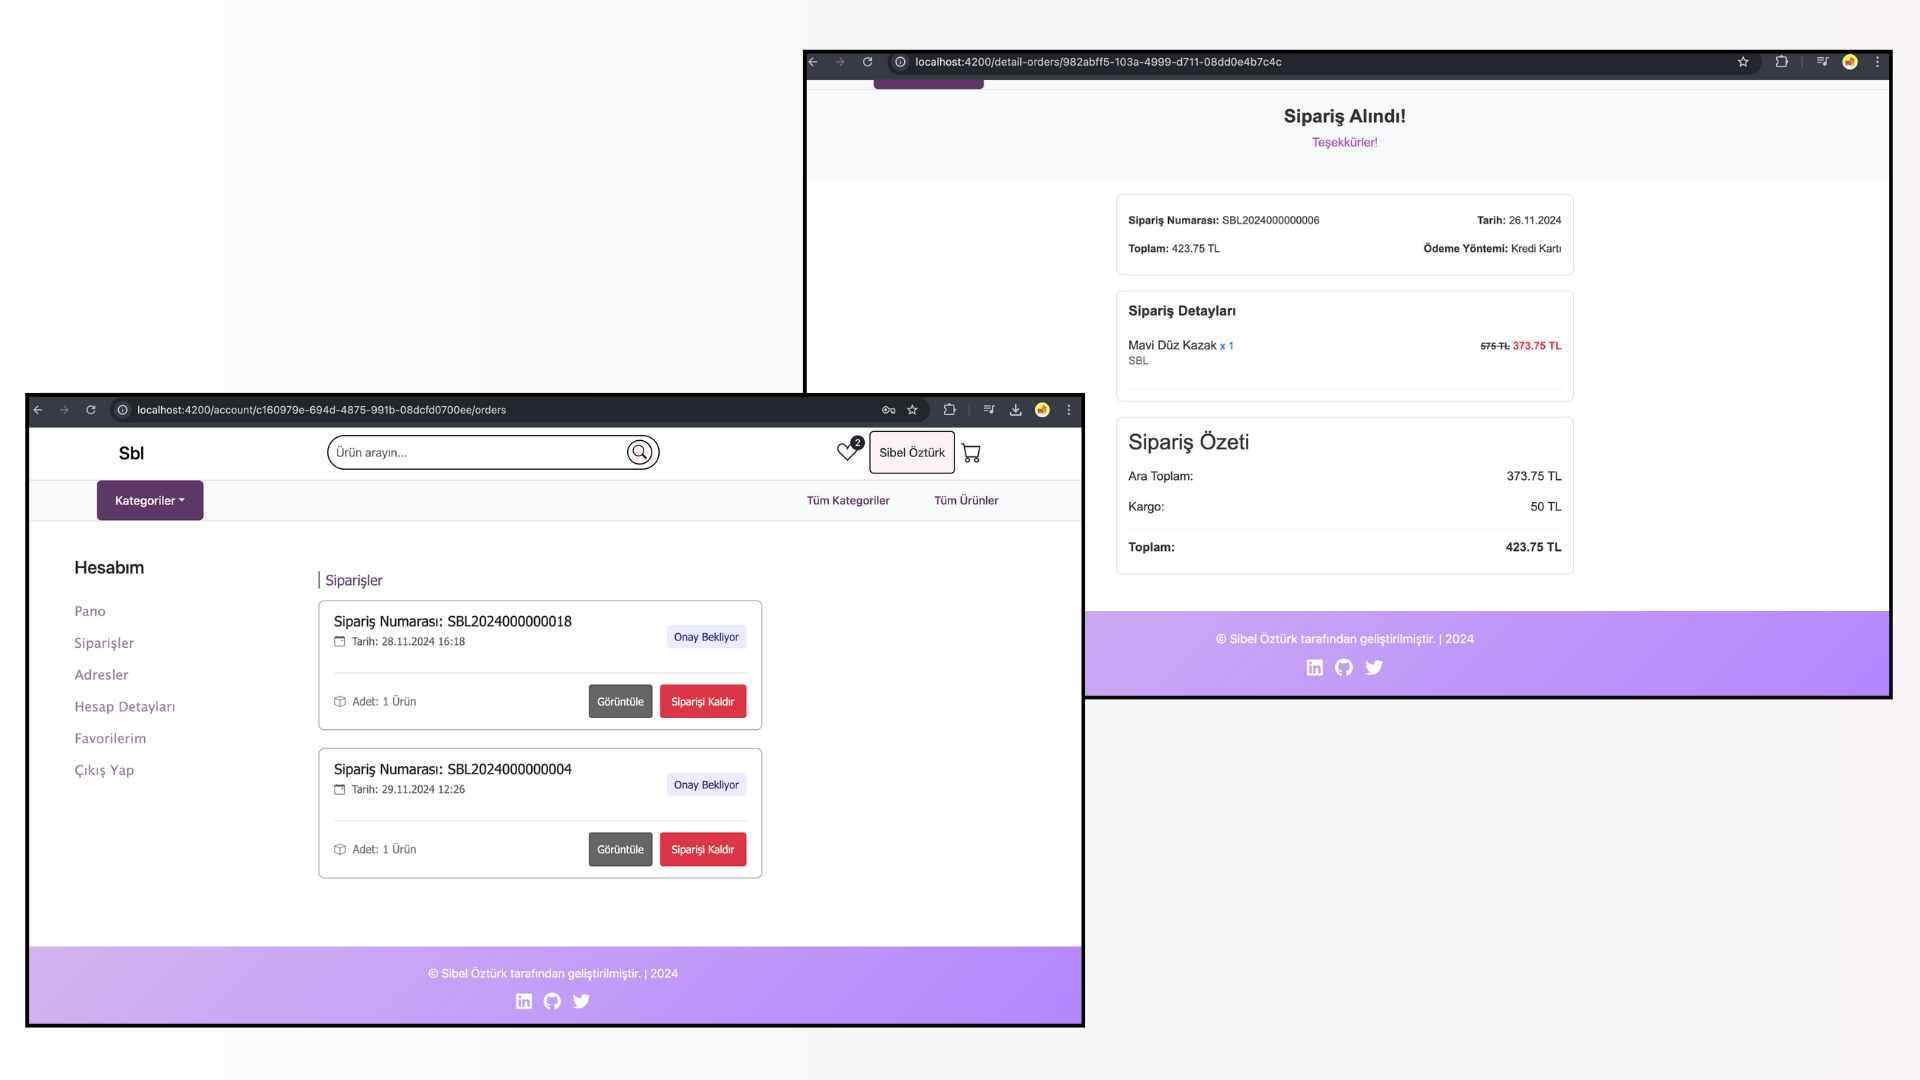 localhost:4200/detail-orders/982abff5-103a-4999-d711-08dd0e4b7c4c
Sipariş Alındı!
Teşekkürler!
Sipariş Numarası: SBL2024000000006
Tarih: 26.11.2024
Toplam: 423.75 TL
Ödeme Yöntemi: Kredi Kartı
Sipariş Detayları
Mavi Düz Kazak x 1
575 TL 373.75 TL
SBL
Sipariş Özeti
Ara Toplam: 373.75 TL
Kargo: 50 TL
Toplam: 423.75 TL
© Sibel Öztürk tarafından geliştirilmiştir. | 2024
localhost:4200/account/c160979e-694d-4875-991b-08dcfd0700ee/orders
Sbl
Ürün arayın...
2
Sibel Öztürk
Kategoriler
Tüm Kategoriler
Tüm Ürünler
Hesabım
Pano
Siparişler
Adresler
Hesap Detayları
Favorilerim
Çıkış Yap
Siparişler
Sipariş Numarası: SBL2024000000018
Tarih: 28.11.2024 16:18
Onay Bekliyor
Adet: 1 Ürün
Görüntüle
Siparişi Kaldır
Sipariş Numarası: SBL2024000000004
Tarih: 29.11.2024 12:26
Onay Bekliyor
Adet: 1 Ürün
Görüntüle
Siparişi Kaldır
© Sibel Öztürk tarafından geliştirilmiştir. | 2024